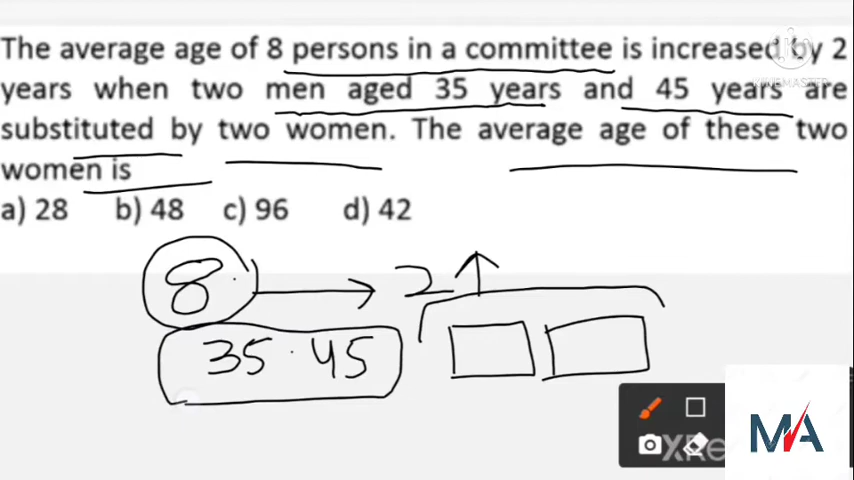 The average age of 8 persons in a committee is increased by 2
years when two men aged 35 years and 45 years are
substituted by two women. The average age of these two
women is
a) 28 b) 48 c) 96 d) 42
KINEMASTER
8 2
35 45
MA